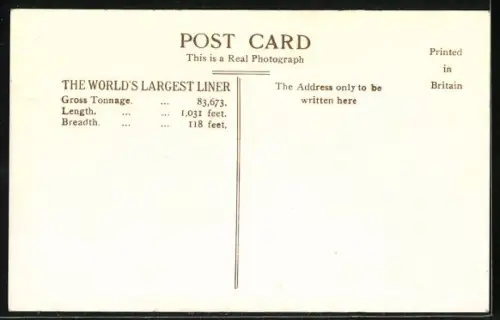 POST CARD
This is a Real Photograph
Printed
in
Britain
THE WORLD'S LARGEST LINER
Gross Tonnage. ... 83,673.
Length. ... ... 1,031 feet.
Breadth. ... ... 118 feet.
The Address only to be
written here